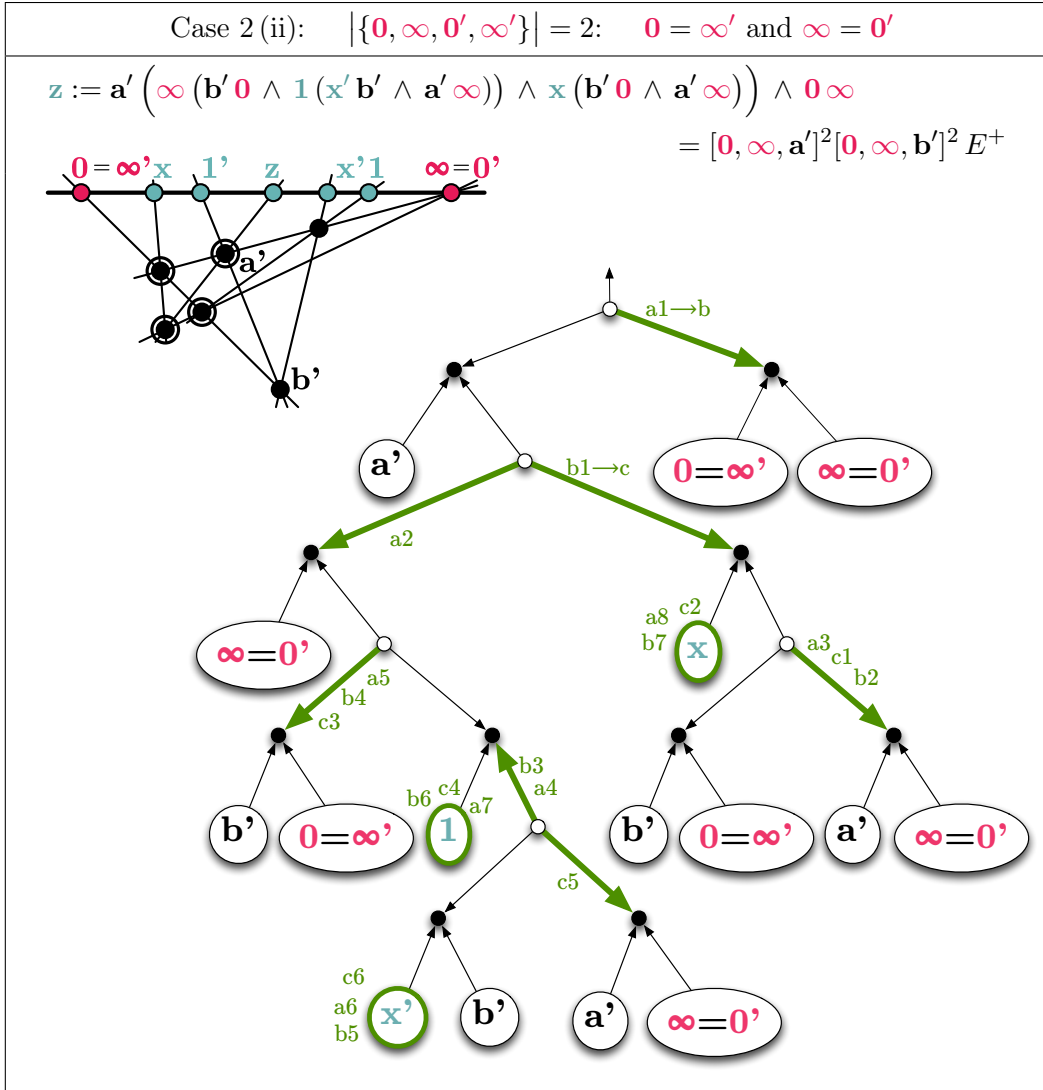 Case 2 (ii): |{0, ∞, 0′, ∞′}| = 2: 0 = ∞′ and ∞ = 0′
z := a′ (∞ (b′ 0 ∧ 1 (x′ b′ ∧ a′ ∞)) ∧ x (b′ 0 ∧ a′ ∞)) ∧ 0 ∞
= [0, ∞, a′]² [0, ∞, b′]² E⁺
0 = ∞' x 1' z x' 1 ∞=0'
a'
b'
a1→b
a' 0=∞' ∞=0'
b1→c
a2
∞=0'
a8 c2
b7
x
a3
c1
b2
a5
b4
c3
b3
a4
b6 c4
a7
b' 0=∞' 1 b' 0=∞' a' ∞=0'
c5
c6
a6
b5
x' b' a' ∞=0'